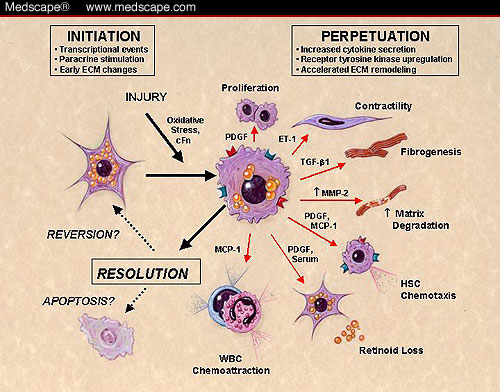 Medscape® www.medscape.com
INITIATION
• Transcriptional events
• Paracrine stimulation
• Early ECM changes
PERPETUATION
• Increased cytokine secretion
• Receptor tyrosine kinase upregulation
• Accelerated ECM remodeling
INJURY
Oxidative
Stress,
cFn
Proliferation
PDGF
ET-1
Contractility
TGF-β1
Fibrogenesis
↑ MMP-2
↑ Matrix
Degradation
PDGF,
MCP-1
HSC
Chemotaxis
PDGF,
Serum
Retinoid Loss
MCP-1
WBC
Chemoattraction
REVERSION?
RESOLUTION
APOPTOSIS?